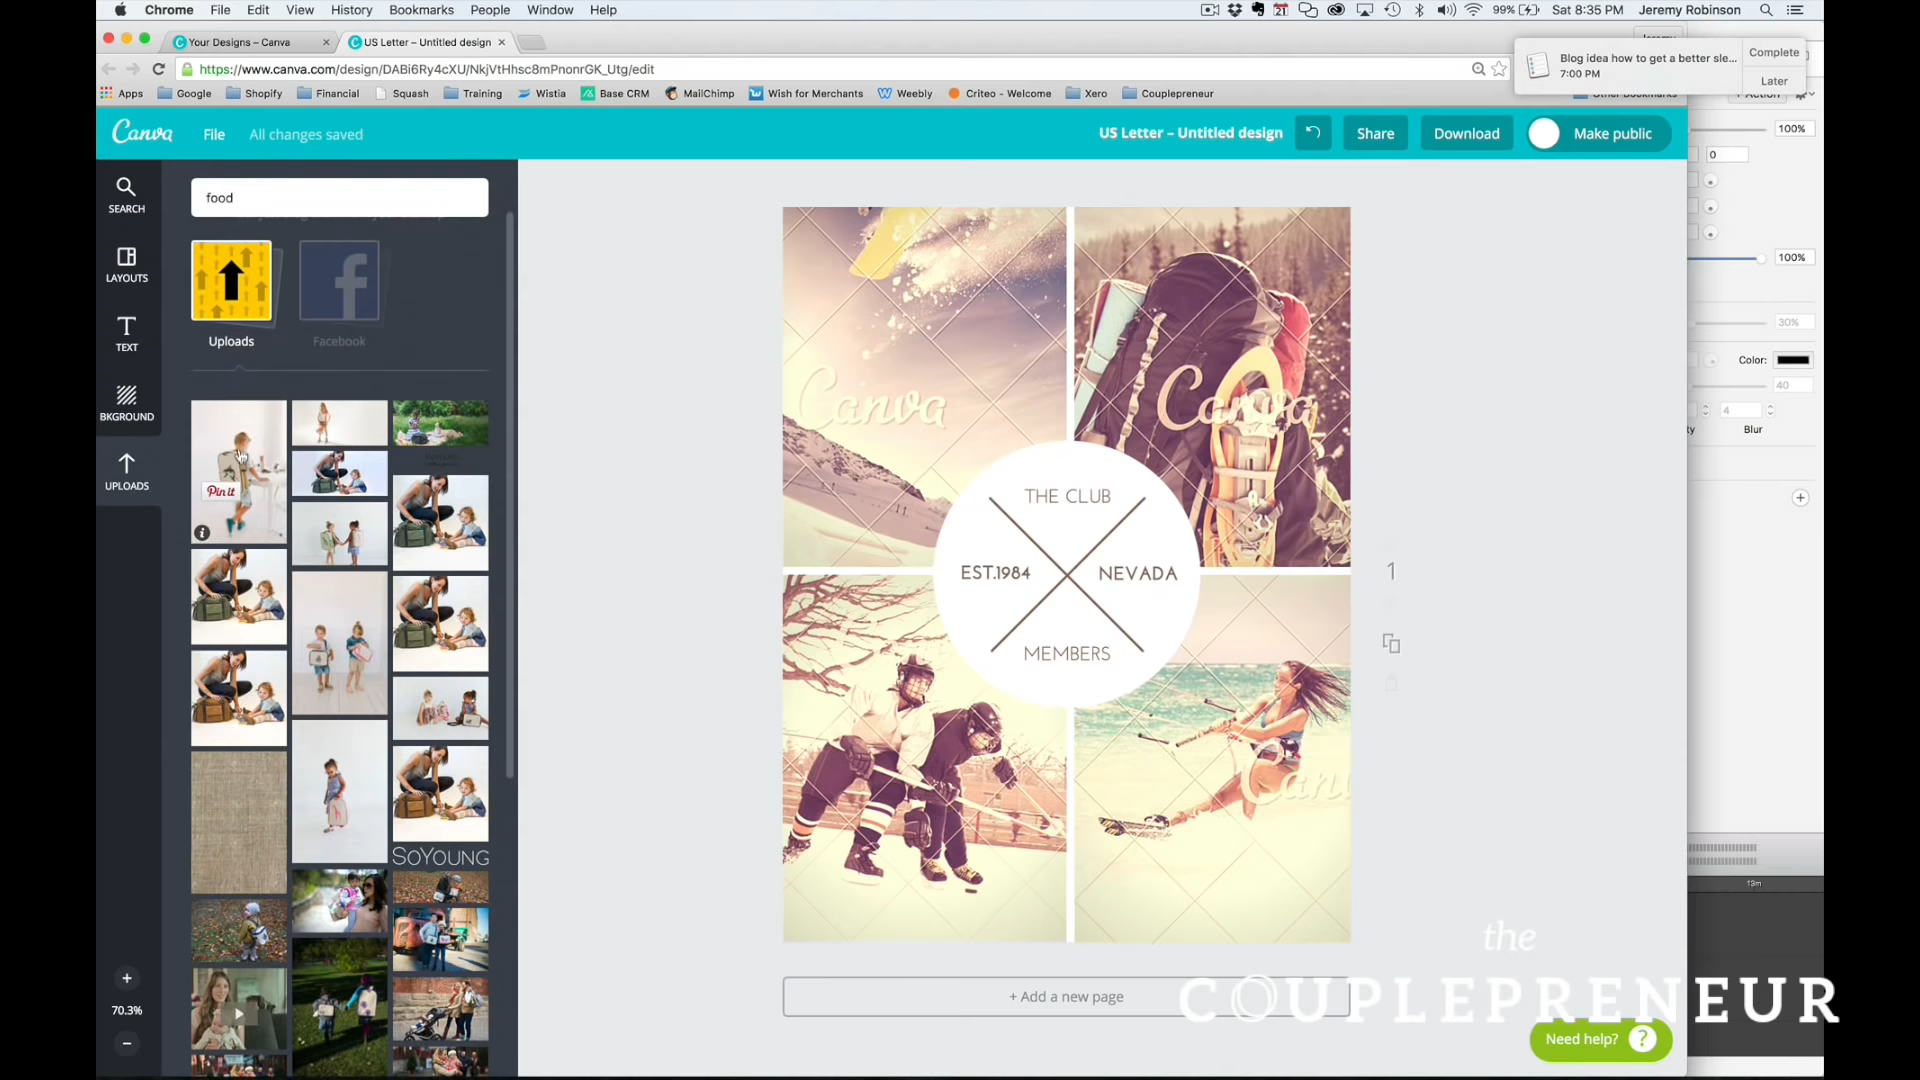 Chrome File Edit View History Bookmarks People Window Help
99% Sat 8:35 PM Jeremy Robinson
21
Your Designs – Canva
US Letter – Untitled design
Jeremy
https://www.canva.com/design/DABi6Ry4cXU/NkjVtHhsc8mPnonrGK_Utg/edit
Blog idea how to get a better sle...
7:00 PM
Complete
Later
Apps Google Shopify Financial Squash Training Wistia Base CRM MailChimp Wish for Merchants Weebly Criteo - Welcome Xero Couplepreneur Other Bookmarks
+ Action
Canva File All changes saved
US Letter – Untitled design
Share
Download
Make public
100%
0
SEARCH
food
LAYOUTS
100%
TEXT
Uploads
Facebook
30%
Color:
BKGROUND
40
4
Blur
UPLOADS
Pin it
Canva
Canva
THE CLUB
EST.1984
NEVADA
MEMBERS
1
Canv
SOYOUNG
13m
70.3%
+ Add a new page
the
COUPLEPRENEUR
Need help? ?